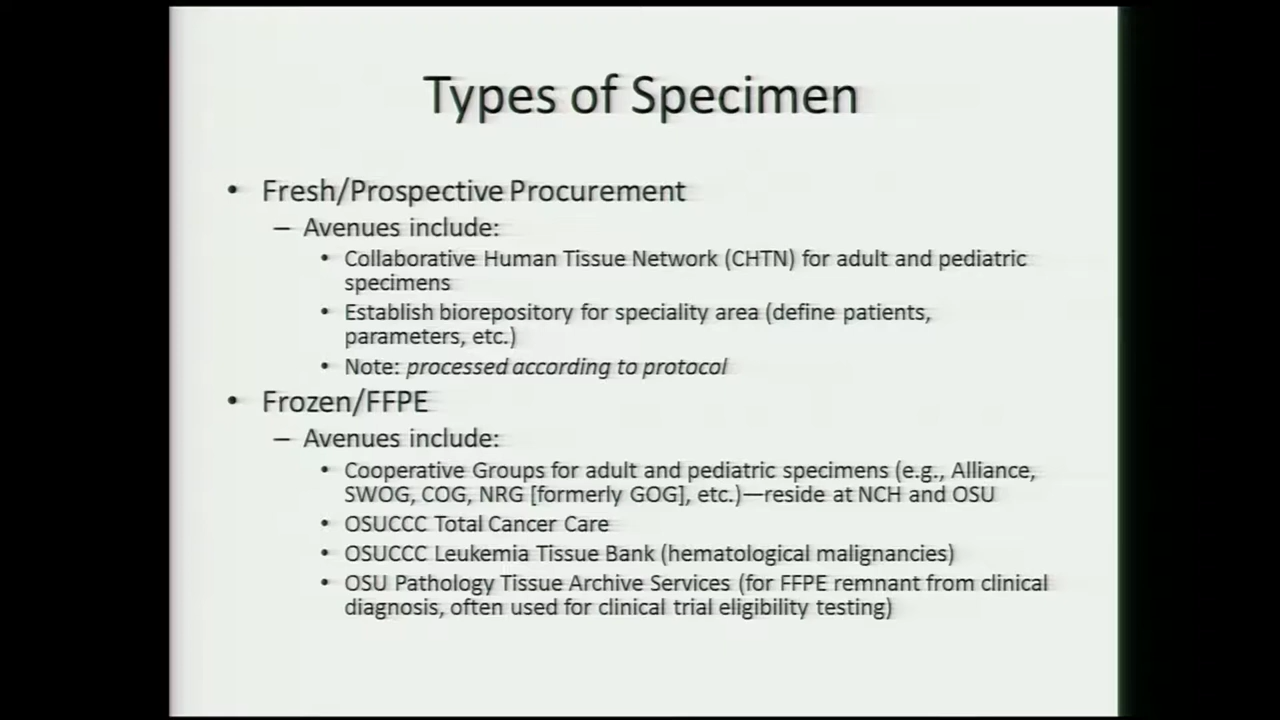 Types of Specimen
• Fresh/Prospective Procurement
– Avenues include:
• Collaborative Human Tissue Network (CHTN) for adult and pediatric
specimens
• Establish biorepository for speciality area (define patients,
parameters, etc.)
• Note: processed according to protocol
• Frozen/FFPE
– Avenues include:
• Cooperative Groups for adult and pediatric specimens (e.g., Alliance,
SWOG, COG, NRG [formerly GOG], etc.)—reside at NCH and OSU
• OSUCCC Total Cancer Care
• OSUCCC Leukemia Tissue Bank (hematological malignancies)
• OSU Pathology Tissue Archive Services (for FFPE remnant from clinical
diagnosis, often used for clinical trial eligibility testing)